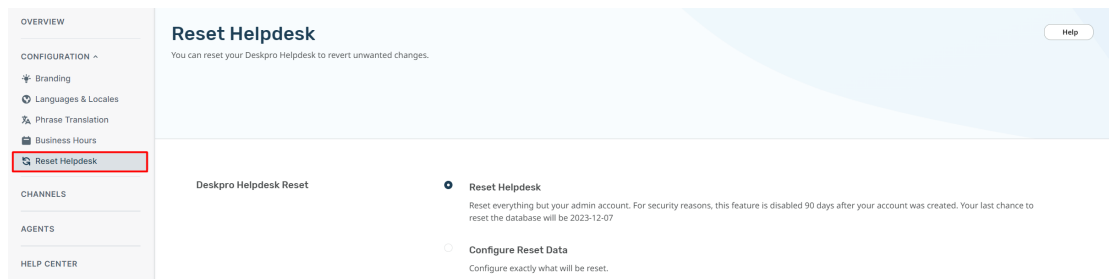 OVERVIEW
CONFIGURATION
Branding
Languages & Locales
Phrase Translation
Business Hours
Reset Helpdesk
CHANNELS
AGENTS
HELP CENTER
Reset Helpdesk
You can reset your Deskpro Helpdesk to revert unwanted changes.
Help
Deskpro Helpdesk Reset
Reset Helpdesk
Reset everything but your admin account. For security reasons, this feature is disabled 90 days after your account was created. Your last chance to
reset the database will be 2023-12-07
Configure Reset Data
Configure exactly what will be reset.